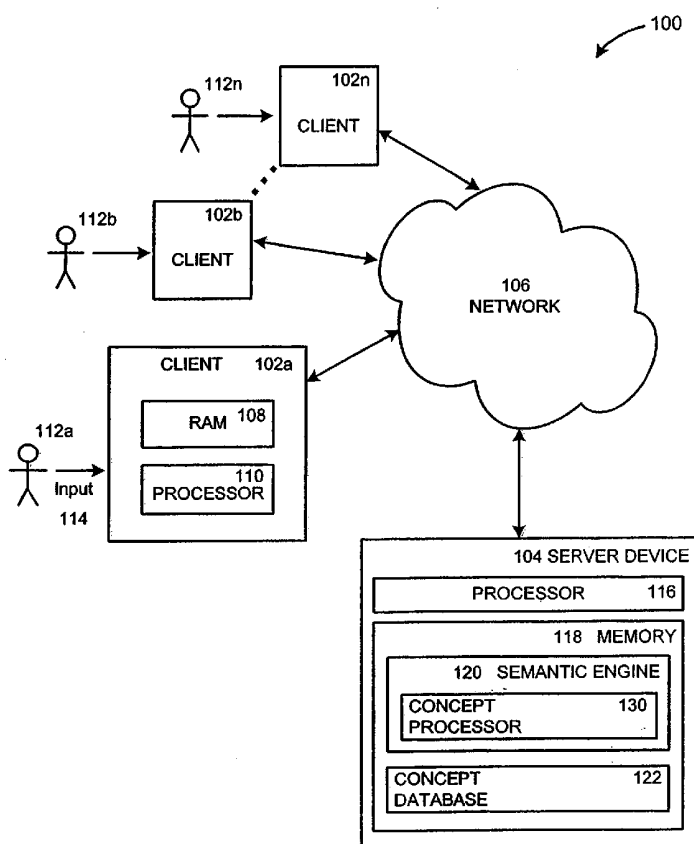 100
112n
102n
CLIENT
112b
102b
CLIENT
106
NETWORK
CLIENT 102a
RAM 108
110
PROCESSOR
112a
Input
114
104 SERVER DEVICE
PROCESSOR 116
118 MEMORY
120 SEMANTIC ENGINE
CONCEPT 130
PROCESSOR
CONCEPT 122
DATABASE